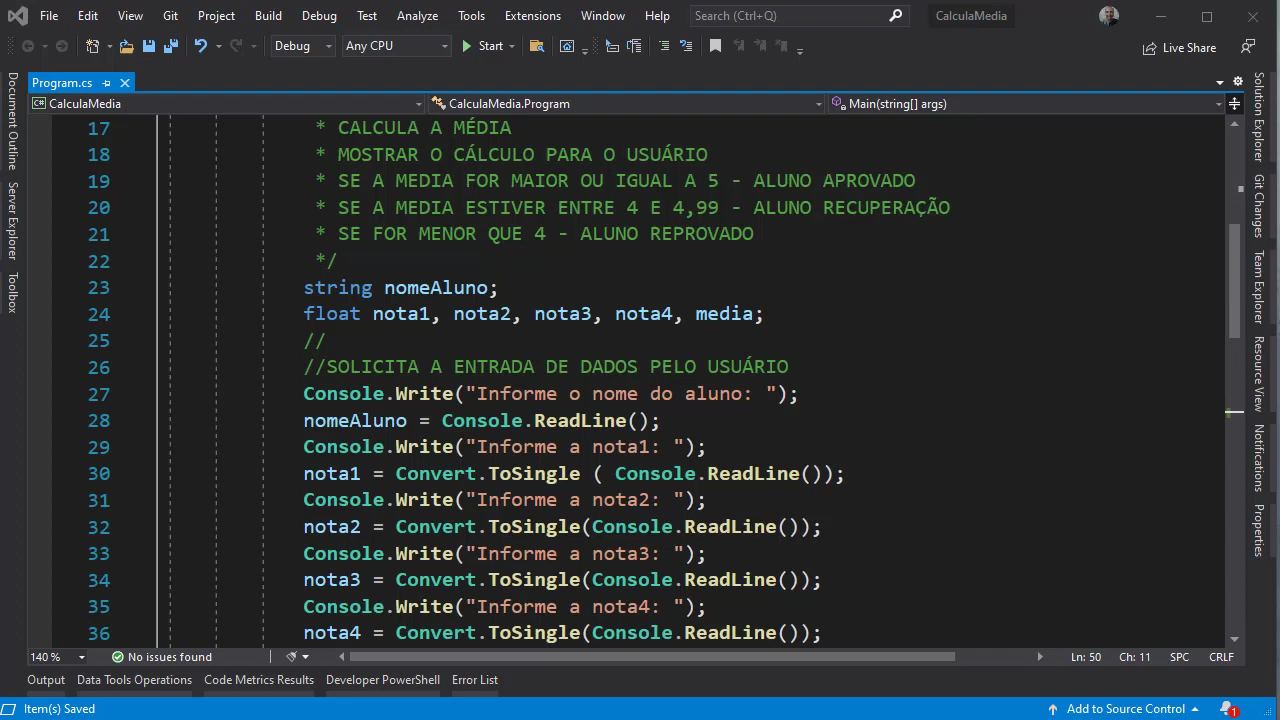 File Edit View Git Project Build Debug Test Analyze Tools Extensions Window Help Search (Ctrl+Q) CalculaMedia
Debug Any CPU Start Live Share
Document Outline
Server Explorer
Toolbox
Program.cs
CalculaMedia CalculaMedia.Program Main(string[] args)
17 * CALCULA A MÉDIA
18 * MOSTRAR O CÁLCULO PARA O USUÁRIO
19 * SE A MEDIA FOR MAIOR OU IGUAL A 5 - ALUNO APROVADO
20 * SE A MEDIA ESTIVER ENTRE 4 E 4,99 - ALUNO RECUPERAÇÃO
21 * SE FOR MENOR QUE 4 - ALUNO REPROVADO
22 */
23 string nomeAluno;
24 float nota1, nota2, nota3, nota4, media;
25 //
26 //SOLICITA A ENTRADA DE DADOS PELO USUÁRIO
27 Console.Write("Informe o nome do aluno: ");
28 nomeAluno = Console.ReadLine();
29 Console.Write("Informe a nota1: ");
30 nota1 = Convert.ToSingle ( Console.ReadLine());
31 Console.Write("Informe a nota2: ");
32 nota2 = Convert.ToSingle(Console.ReadLine());
33 Console.Write("Informe a nota3: ");
34 nota3 = Convert.ToSingle(Console.ReadLine());
35 Console.Write("Informe a nota4: ");
36 nota4 = Convert.ToSingle(Console.ReadLine());
Solution Explorer
Git Changes
Team Explorer
Resource View
Notifications
Properties
140 % No issues found Ln: 50 Ch: 11 SPC CRLF
Output Data Tools Operations Code Metrics Results Developer PowerShell Error List
Item(s) Saved Add to Source Control 1